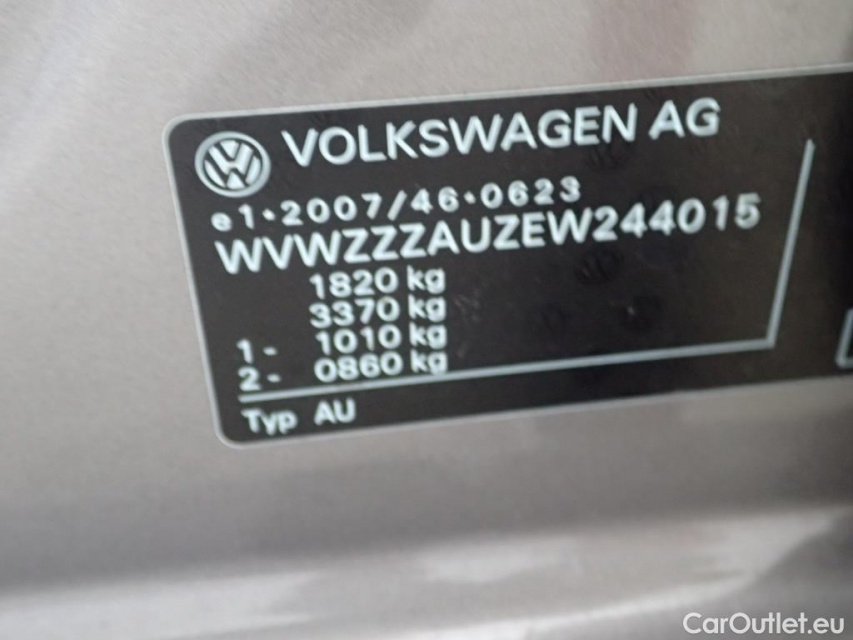 VOLKSWAGEN AG
e1*2007/46*0623
WVWZZZAUZEW244015
1820 kg
3370 kg
1- 1010 kg
2- 0860 kg
Typ AU
CarOutlet.eu